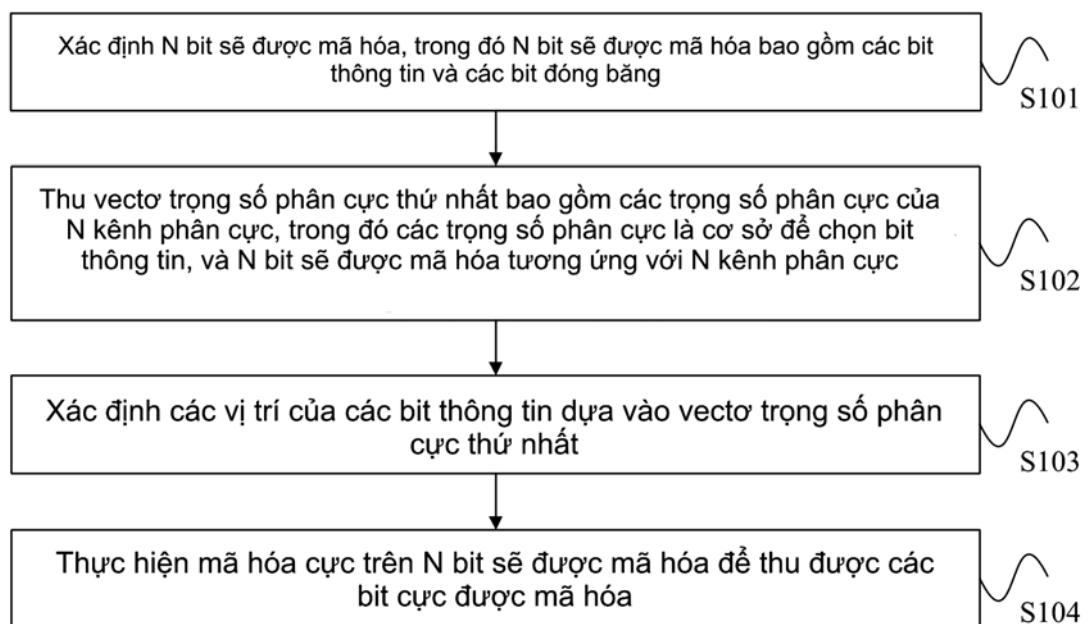 Xác định N bit sẽ được mã hóa, trong đó N bit sẽ được mã hóa bao gồm các bit
thông tin và các bit đóng băng
S101
Thu vectơ trọng số phân cực thứ nhất bao gồm các trọng số phân cực của
N kênh phân cực, trong đó các trọng số phân cực là cơ sở để chọn bit
thông tin, và N bit sẽ được mã hóa tương ứng với N kênh phân cực
S102
Xác định các vị trí của các bit thông tin dựa vào vectơ trọng số phân
cực thứ nhất
S103
Thực hiện mã hóa cực trên N bit sẽ được mã hóa để thu được các
bit cực được mã hóa
S104